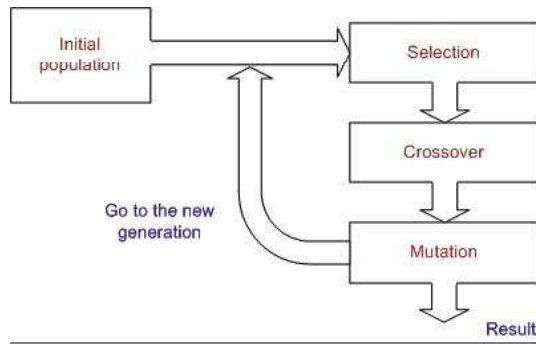 Initial
population
Selection
Crossover
Go to the new
generation
Mutation
Result